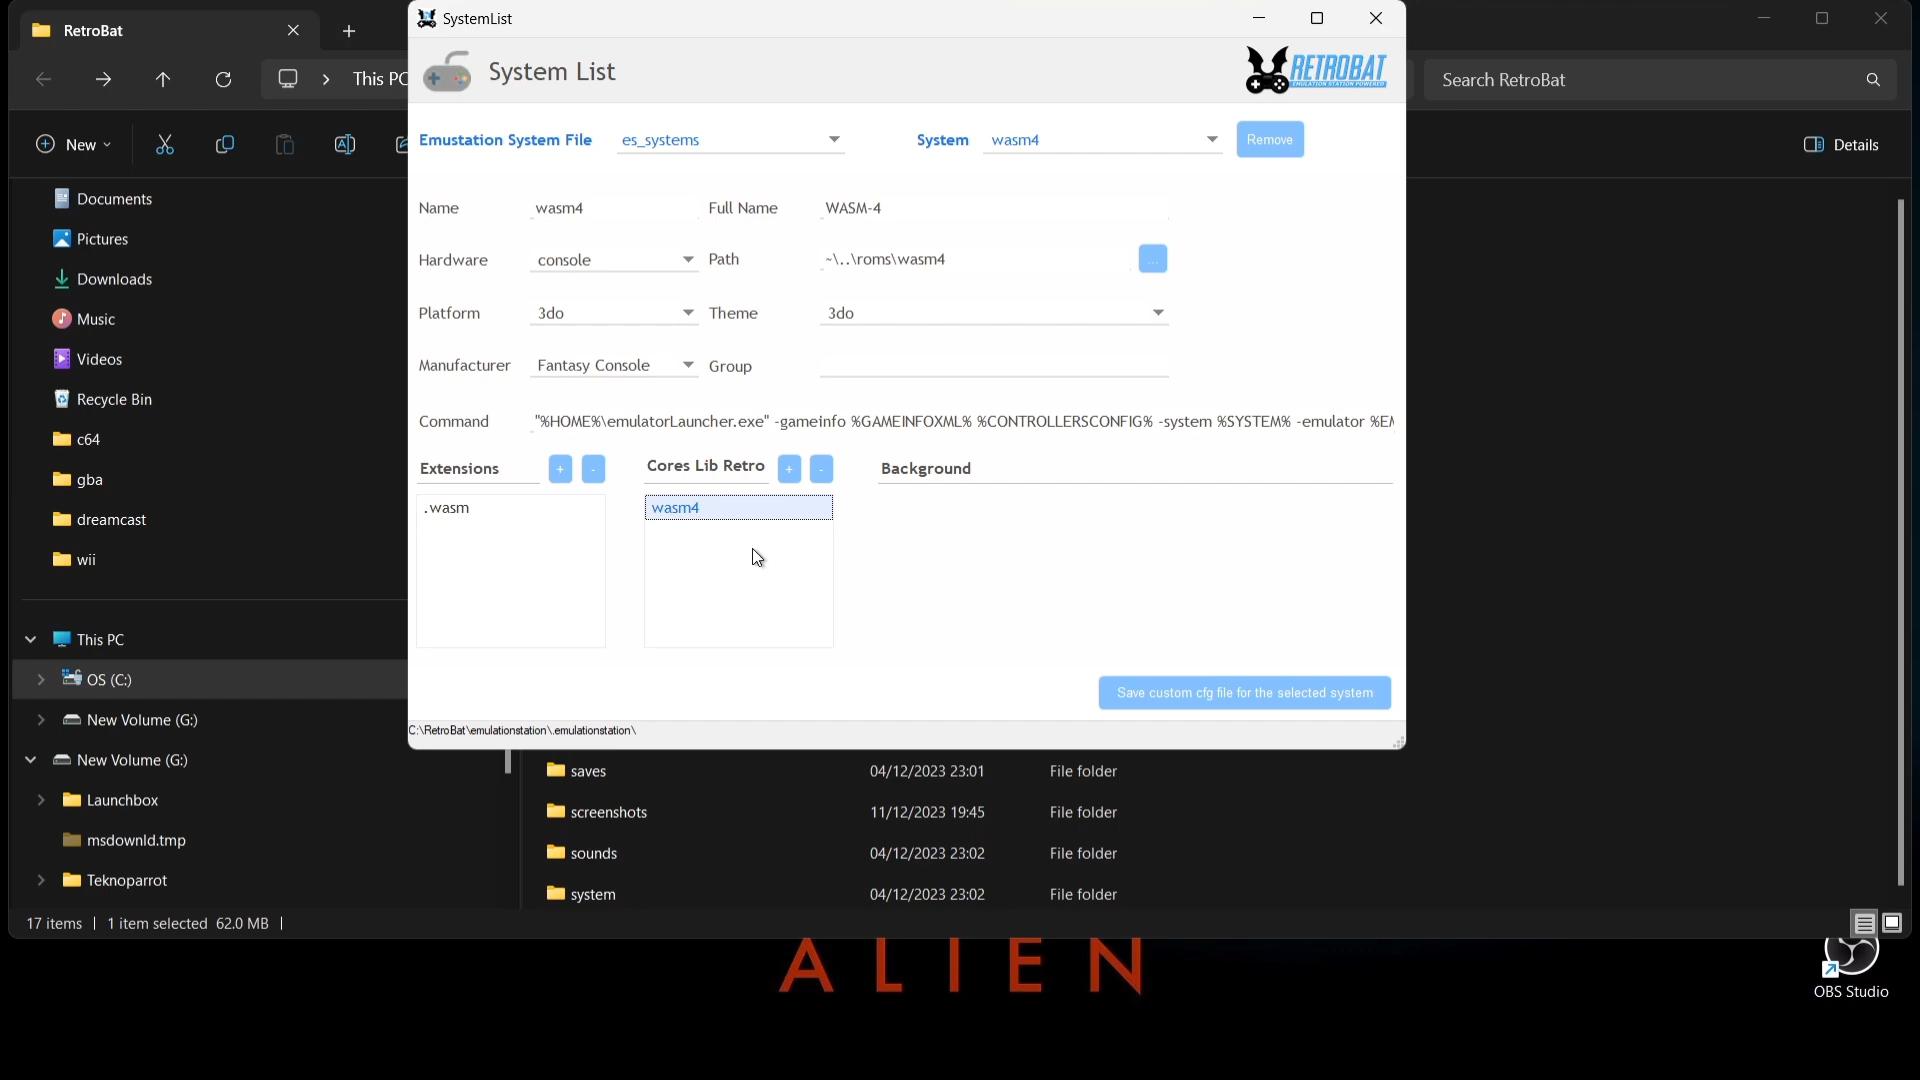 RetroBat
This PC
New
Documents
Pictures
Downloads
Music
Videos
Recycle Bin
c64
gba
dreamcast
wii
This PC
OS (C:)
New Volume (G:)
New Volume (G:)
Launchbox
msdownld.tmp
Teknoparrot
17 items | 1 item selected 62.0 MB |
SystemList
System List
RETROBAT
EMULATION STATION POWERED
Emustation System File es_systems System wasm4 Remove
Name wasm4 Full Name WASM-4
Hardware console Path ~\..\roms\wasm4 ...
Platform 3do Theme 3do
Manufacturer Fantasy Console Group
Command "%HOME%\emulatorLauncher.exe" -gameinfo %GAMEINFOXML% %CONTROLLERSCONFIG% -system %SYSTEM% -emulator %EM
Extensions + - Cores Lib Retro + - Background
.wasm wasm4
Save custom cfg file for the selected system
C:\RetroBat\emulationstation\.emulationstation\
Search RetroBat
Details
saves 04/12/2023 23:01 File folder
screenshots 11/12/2023 19:45 File folder
sounds 04/12/2023 23:02 File folder
system 04/12/2023 23:02 File folder
ALIEN
OBS Studio